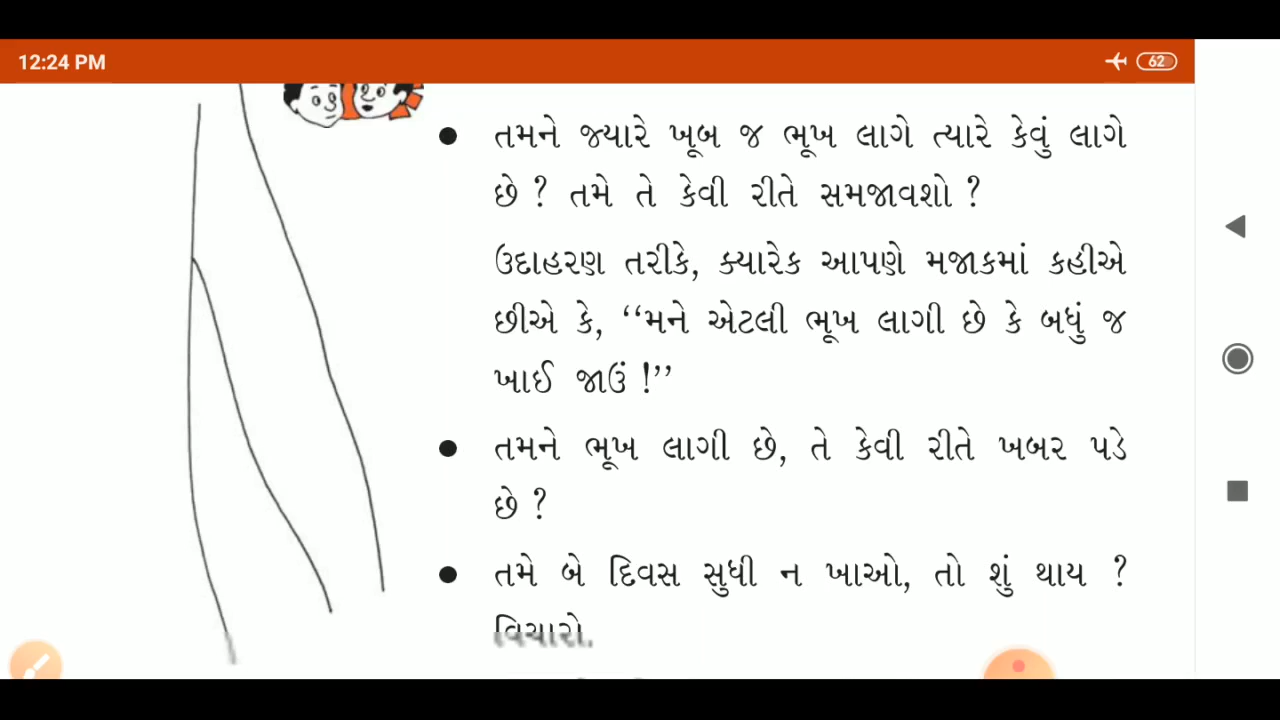 12:24 PM
62
તમને જ્યારે ખૂબ જ ભૂખ લાગે ત્યારે કેવું લાગે
છે ? તમે તે કેવી રીતે સમજાવશો ?
ઉદાહરણ તરીકે, ક્યારેક આપણે મજાકમાં કહીએ
છીએ કે, ‘‘મને એટલી ભૂખ લાગી છે કે બધું જ
ખાઈ જાઉં !’’
તમને ભૂખ લાગી છે, તે કેવી રીતે ખબર પડે
છે ?
તમે બે દિવસ સુધી ન ખાઓ, તો શું થાય ?
વિચારો.